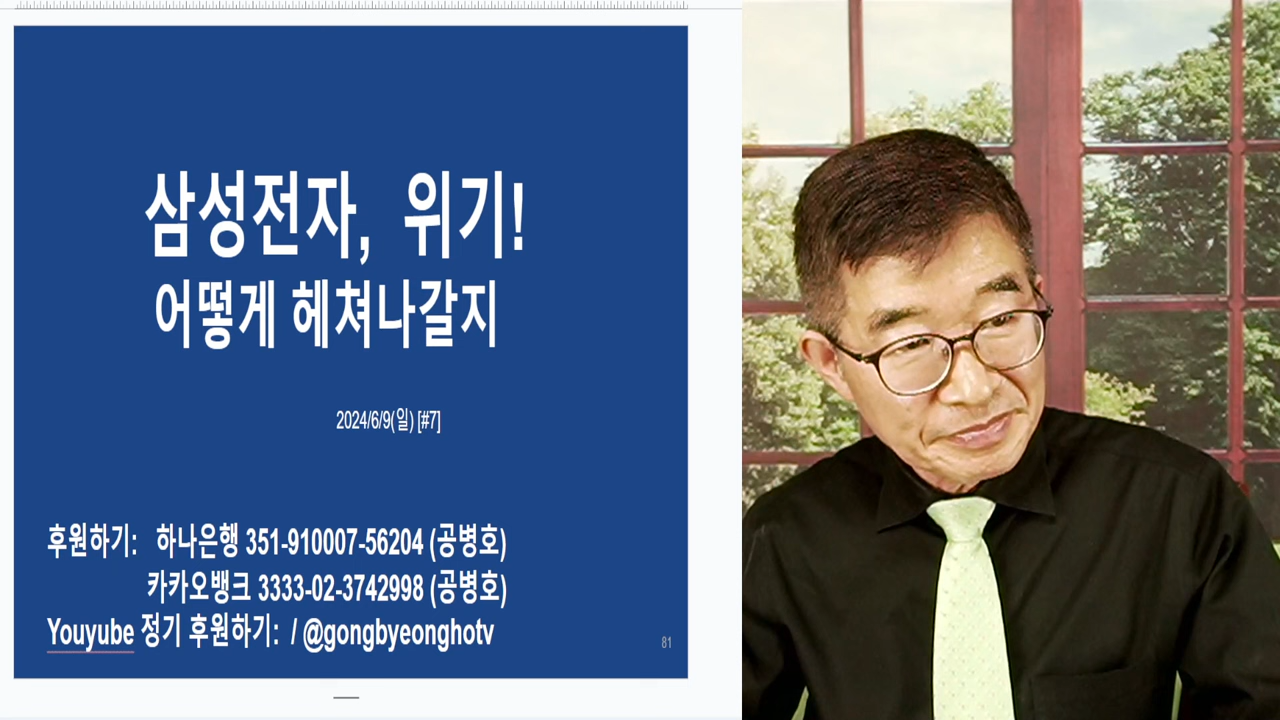 삼성전자, 위기!
어떻게 헤쳐나갈지
2024/6/9(일) [#7]
후원하기: 하나은행 351-910007-56204 (공병호)
카카오뱅크 3333-02-3742998 (공병호)
Youyube 정기 후원하기: / @gongbyeonghotv
81